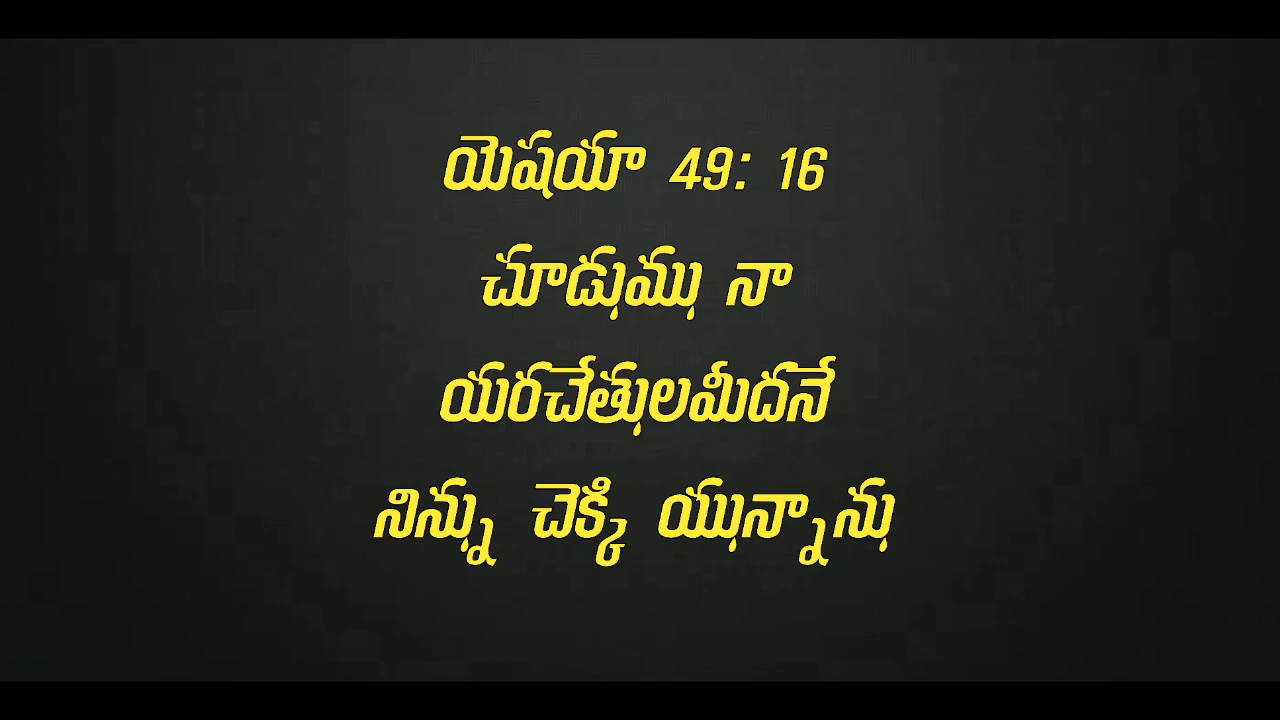 యెషయా 49: 16
చూడుము నా
యరచేతులమీదనే
నిన్ను చెక్కి యున్నాను